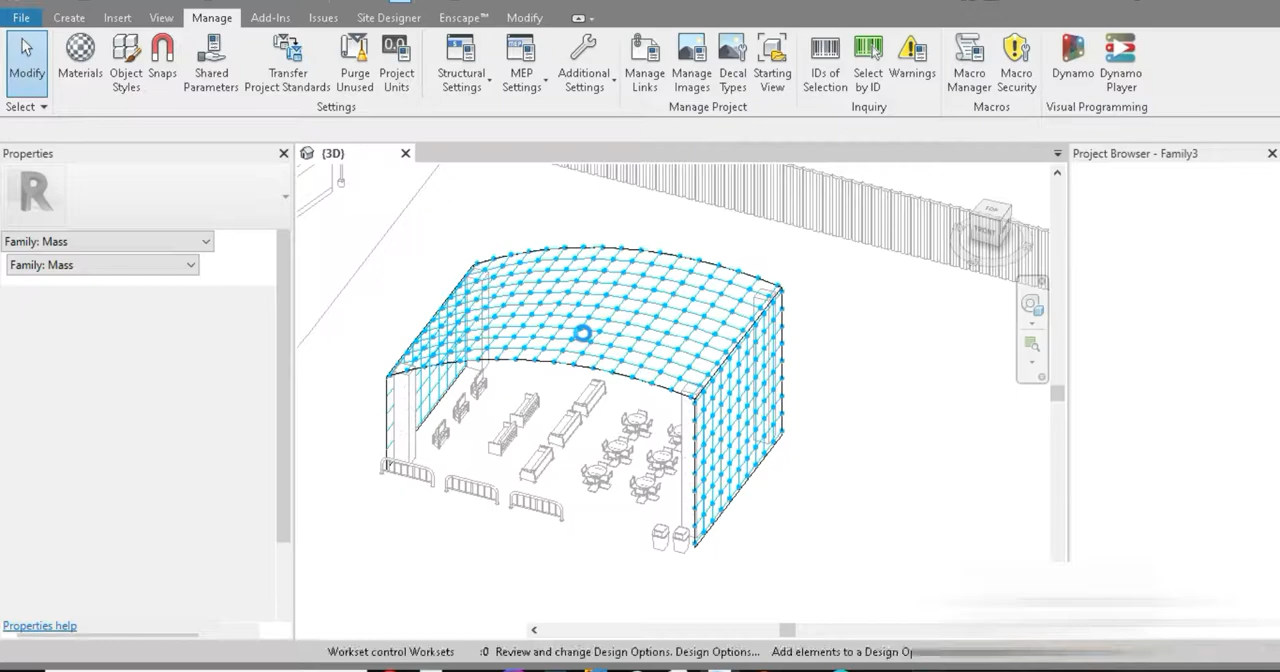 File Create Insert View Manage Add-Ins Issues Site Designer Enscape™ Modify
Modify Materials Object Styles Snaps Shared Parameters Transfer Project Standards Purge Unused Project Units Structural Settings MEP Settings Additional Settings Manage Links Manage Images Decal Types Starting View IDs of Selection Select by ID Warnings Macro Manager Macro Security Dynamo Dynamo Player
Select Settings Manage Project Inquiry Macros Visual Programming
Properties {3D} Project Browser - Family3
R
Family: Mass
Family: Mass
TOP
FRONT
Properties help
Workset control Worksets :0 Review and change Design Options. Design Options... Add elements to a Design